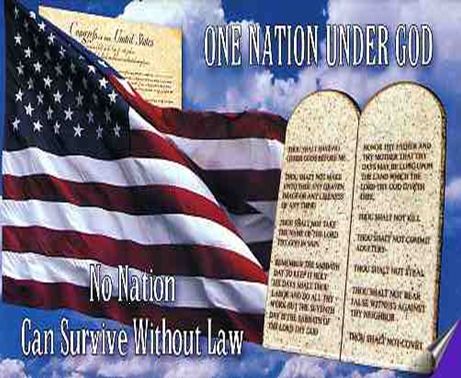 Congress of the United States
ONE NATION UNDER GOD
THOU SHALT HAVE NO
OTHER GODS BEFORE ME
THOU SHALT NOT MAKE
UNTO THEE ANY GRAVEN
IMAGE OR ANY LIKENESS
OF ANY THING
THOU SHALT NOT TAKE
THE NAME OF THE LORD
THY GOD IN VAIN
REMEMBER THE SABBATH
DAY TO KEEP IT HOLY
SIX DAYS SHALT THOU
LABOR AND DO ALL THY
WORK BUT THE SEVENTH
DAY IS THE SABBATH OF
THE LORD THY GOD
HONOR THY FATHER AND
THY MOTHER THAT THY
DAYS MAY BE LONG UPON
THE LAND WHICH THE
LORD THY GOD GIVETH
THEE.
THOU SHALT NOT KILL
THOU SHALT NOT COMMIT
ADULTERY
THOU SHALT NOT STEAL
THOU SHALT NOT BEAR
FALSE WITNESS AGAINST
THY NEIGHBOR
THOU SHALT NOT COVET
No Nation
Can Survive Without Law